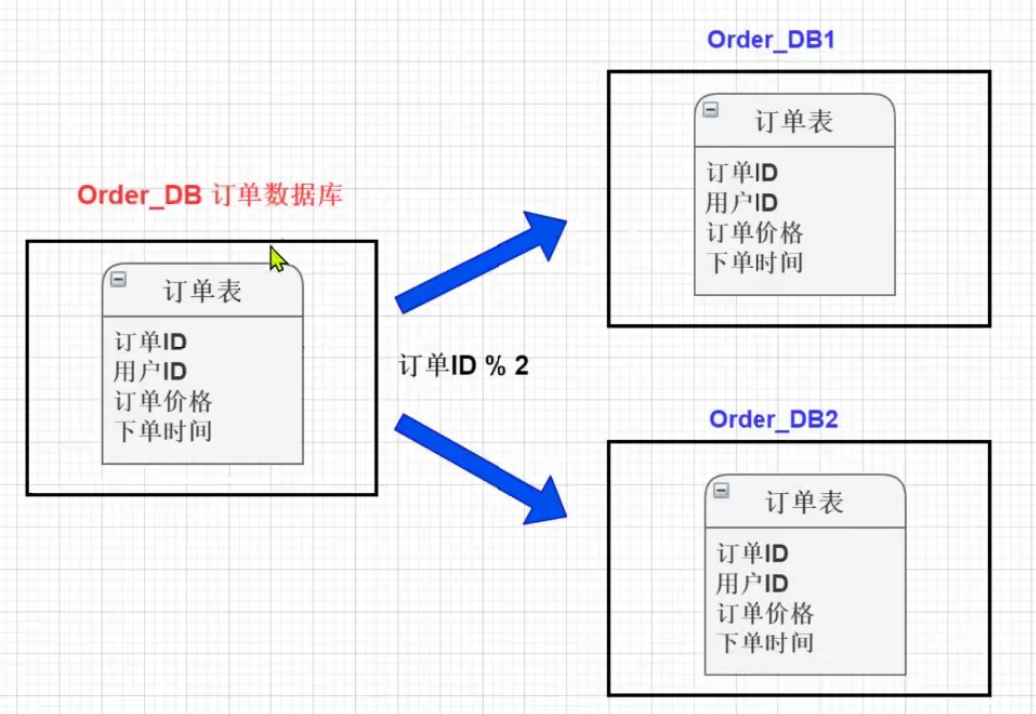 Order_DB 订单数据库
订单表
订单ID
用户ID
订单价格
下单时间
订单ID % 2
Order_DB1
订单表
订单ID
用户ID
订单价格
下单时间
Order_DB2
订单表
订单ID
用户ID
订单价格
下单时间